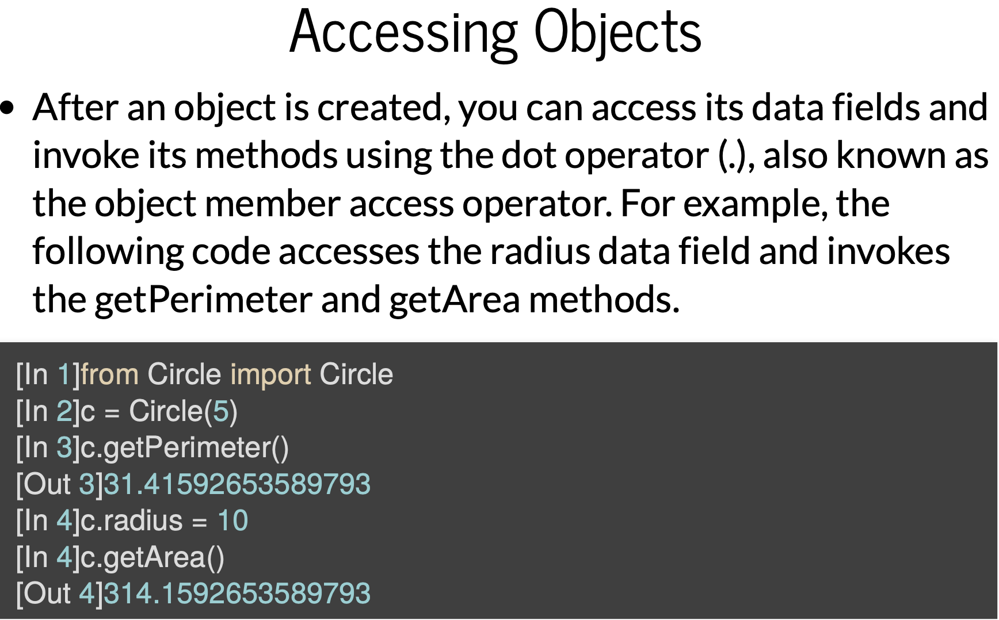 Accessing Objects
• After an object is created, you can access its data fields and
invoke its methods using the dot operator (.), also known as
the object member access operator. For example, the
following code accesses the radius data field and invokes
the getPerimeter and getArea methods.
[In 1]from Circle import Circle
[In 2]c = Circle(5)
[In 3]c.getPerimeter()
[Out 3]31.41592653589793
[In 4]c.radius = 10
[In 4]c.getArea()
[Out 4]314.1592653589793